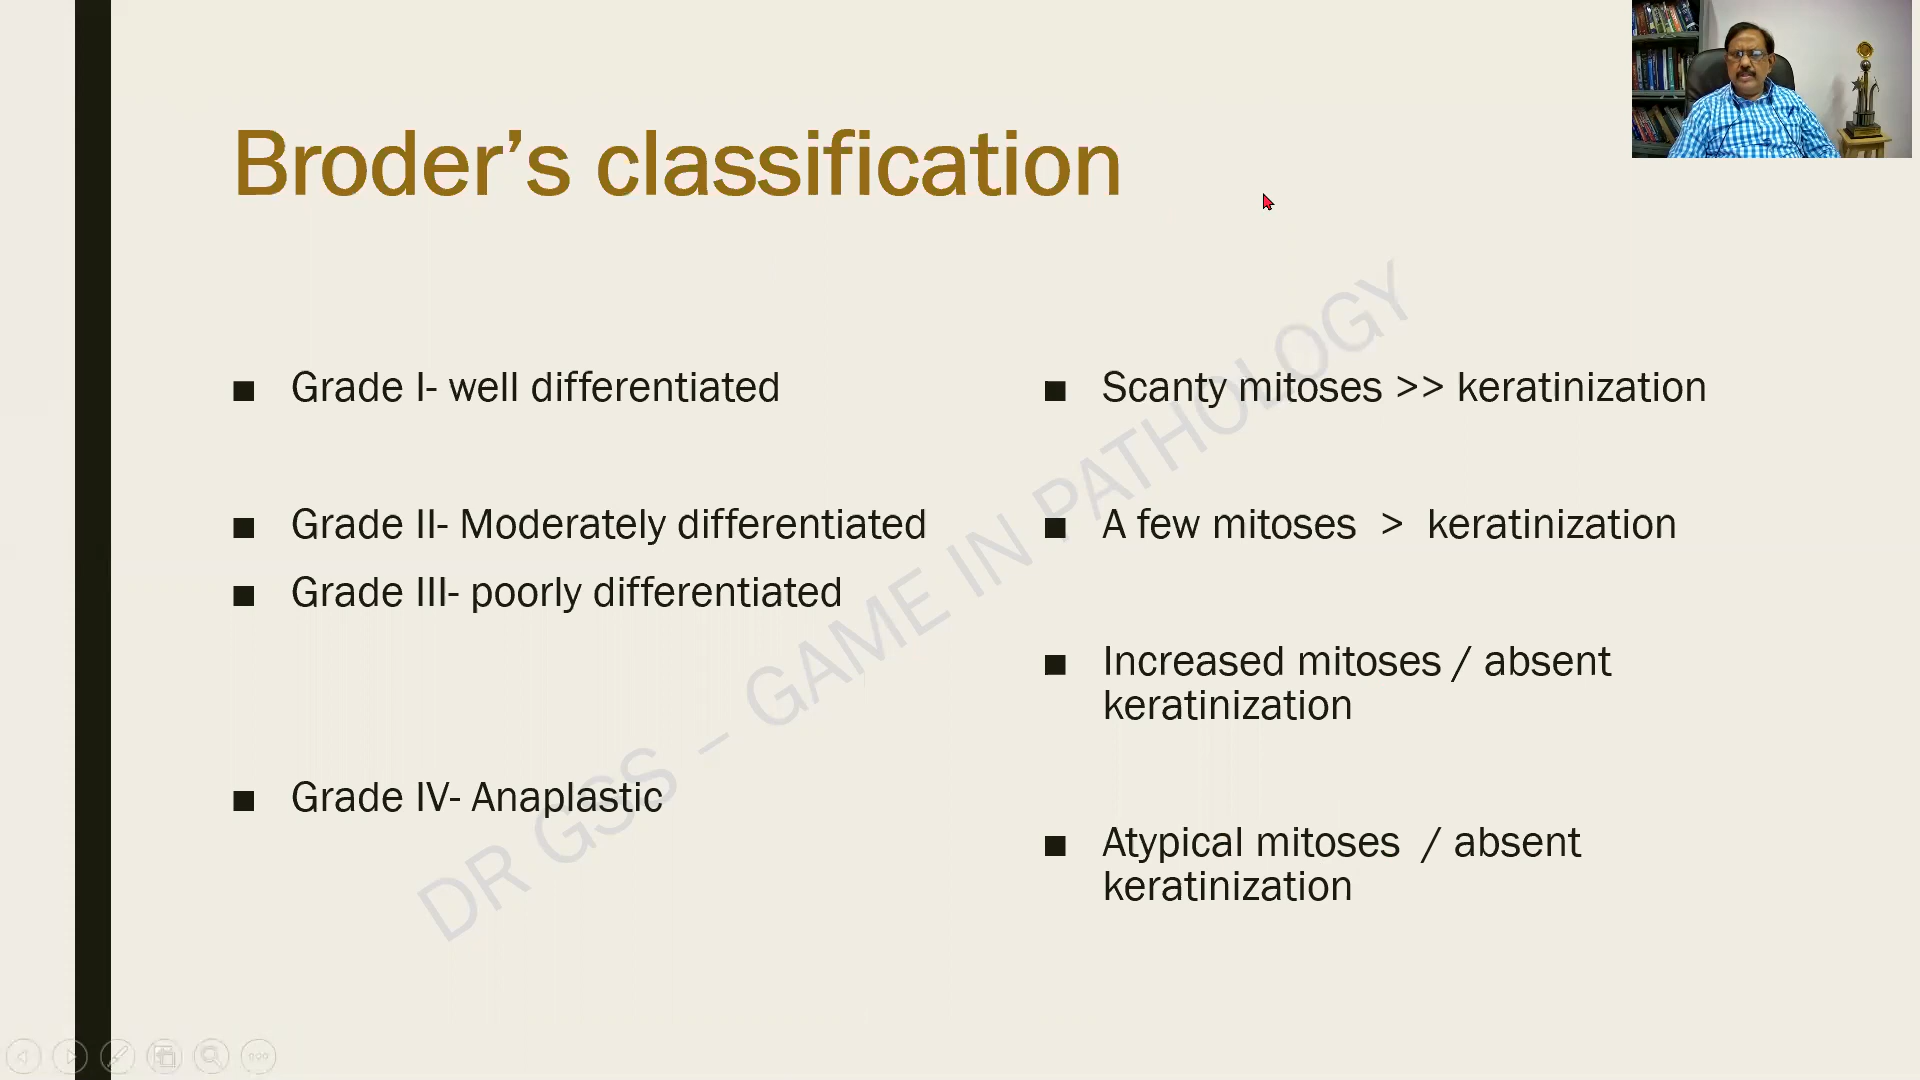 Broder’s classification
■ Grade I- well differentiated
■ Grade II- Moderately differentiated
■ Grade III- poorly differentiated
■ Grade IV- Anaplastic
■ Scanty mitoses >> keratinization
■ A few mitoses > keratinization
■ Increased mitoses / absent
keratinization
■ Atypical mitoses / absent
keratinization
DR GSS – GAME IN PATHOLOGY